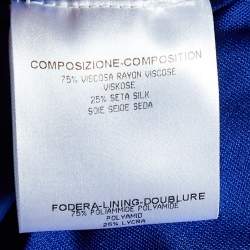 COMPOSIZIONE-COMPOSITION
75% VISCOSA RAYON VISCOSE
VISKOSE
25% SETA SILK
SOIE SEIDE SEDA
FODERA-LINING-DOUBLURE
75% POLIAMMIDE POLYAMIDE
POLYAMID
25% LYCRA